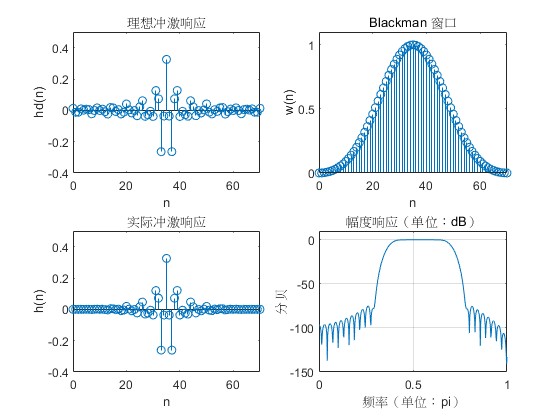 理想冲激响应
0.4
0.2
0
-0.2
-0.4
hd(n)
0 20 40 60
n
Blackman 窗口
1
0.5
0
w(n)
0 20 40 60
n
实际冲激响应
0.4
0.2
0
-0.2
-0.4
h(n)
0 20 40 60
n
幅度响应（单位：dB）
0
-50
-100
-150
分贝
0 0.5 1
频率（单位：pi）